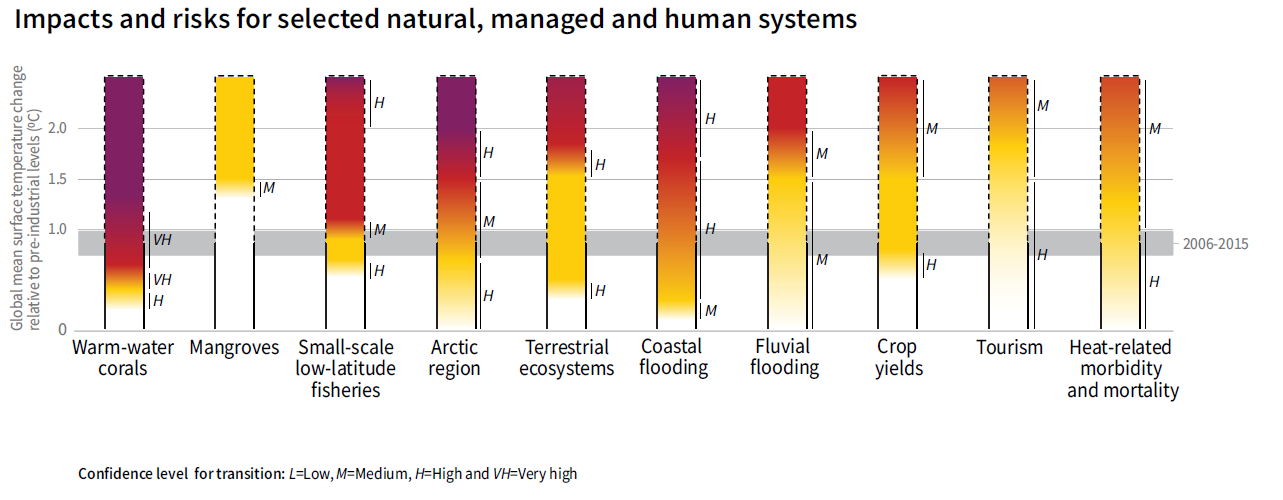 Impacts and risks for selected natural, managed and human systems
Global mean surface temperature change
relative to pre-industrial levels (⁰C)
2.0
1.5
1.0
0
2006-2015
VH
VH
H
M
H
M
H
H
M
H
H
H
H
H
M
M
M
M
H
M
H
M
H
Warm-water
corals
Mangroves
Small-scale
low-latitude
fisheries
Arctic
region
Terrestrial
ecosystems
Coastal
flooding
Fluvial
flooding
Crop
yields
Tourism
Heat-related
morbidity
and mortality
Confidence level for transition: L=Low, M=Medium, H=High and VH=Very high